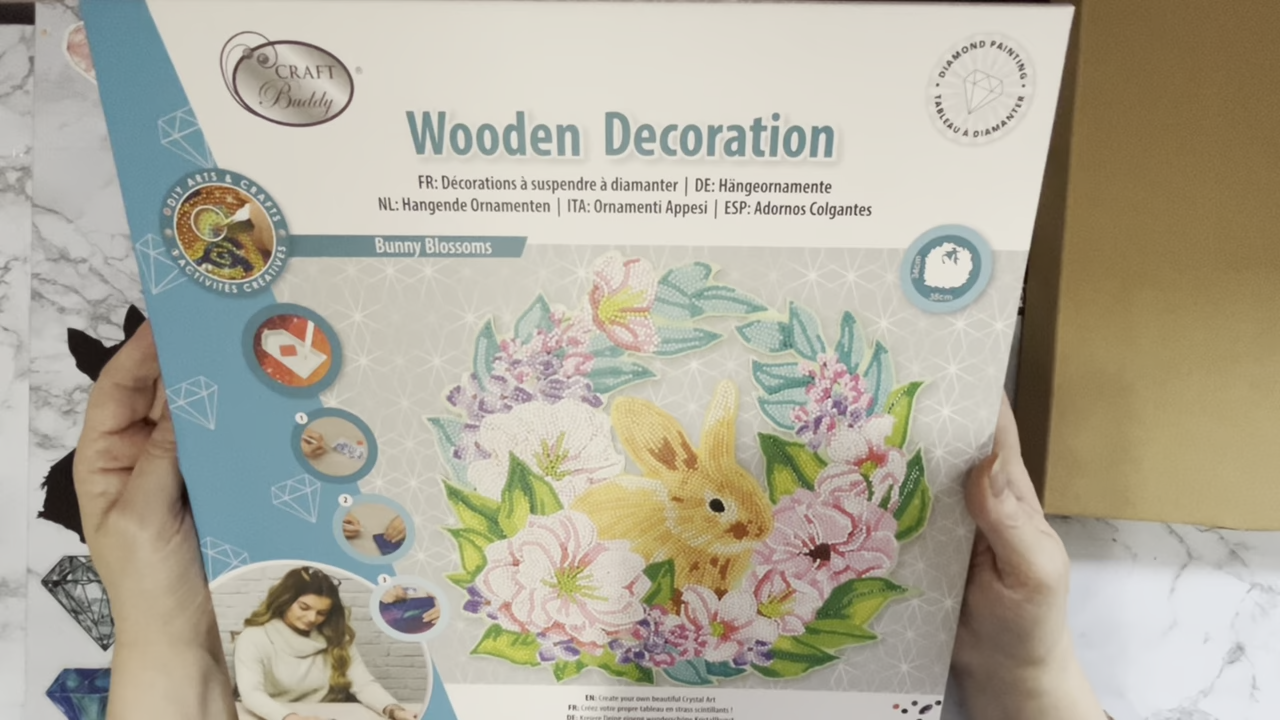 CRAFT
Buddy
®
DIAMOND PAINTING
TABLEAU À DIAMANTER
Wooden Decoration
FR: Décorations à suspendre à diamanter | DE: Hängeornamente
NL: Hangende Ornamenten | ITA: Ornamenti Appesi | ESP: Adornos Colgantes
DIY ARTS & CRAFTS
ACTIVITÉS CRÉATIVES
Bunny Blossoms
34cm
38cm
1
2
3
EN: Create your own beautiful Crystal Art
FR: Créez votre propre tableau en strass scintillants !